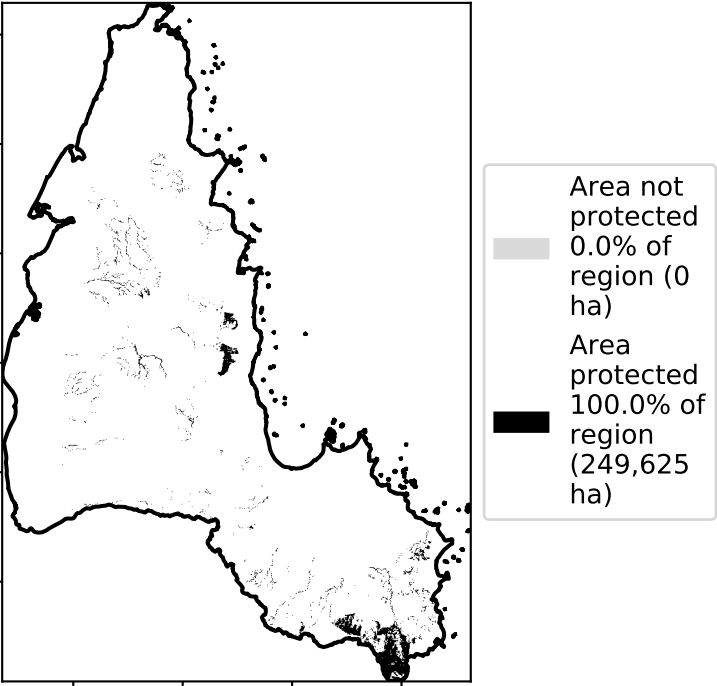 Area not
protected
0.0% of
region (0
ha)
Area
protected
100.0% of
region
(249,625
ha)